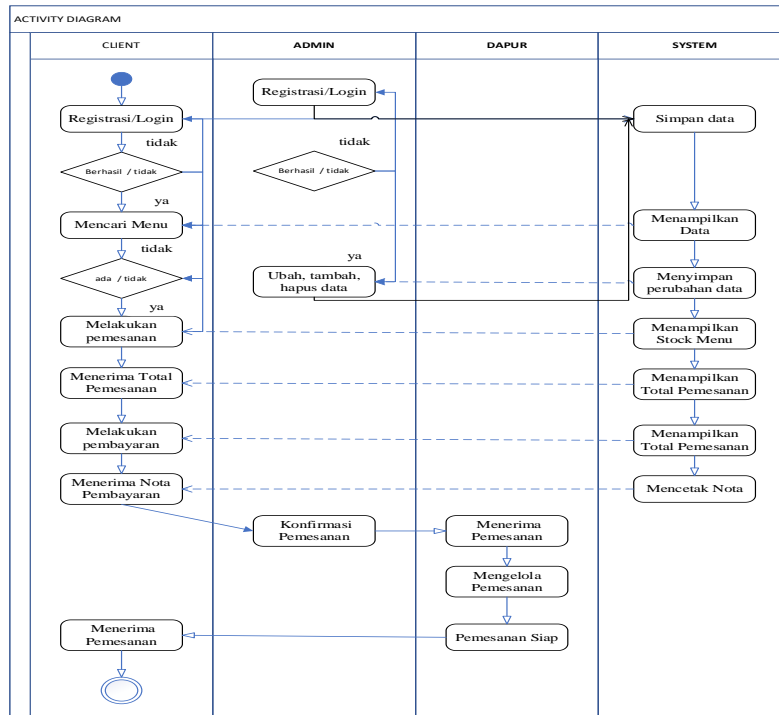 ACTIVITY DIAGRAM
CLIENT
ADMIN
DAPUR
SYSTEM
Registrasi/Login
Registrasi/Login
Simpan data
tidak
tidak
Berhasil / tidak
Berhasil / tidak
ya
Mencari Menu
Menampilkan
Data
tidak
ya
ada / tidak
Ubah, tambah,
hapus data
Menyimpan
perubahan data
ya
Melakukan
pemesanan
Menampilkan
Stock Menu
Menerima Total
Pemesanan
Menampilkan
Total Pemesanan
Melakukan
pembayaran
Menampilkan
Total Pemesanan
Menerima Nota
Pembayaran
Mencetak Nota
Konfirmasi
Pemesanan
Menerima
Pemesanan
Mengelola
Pemesanan
Menerima
Pemesanan
Pemesanan Siap